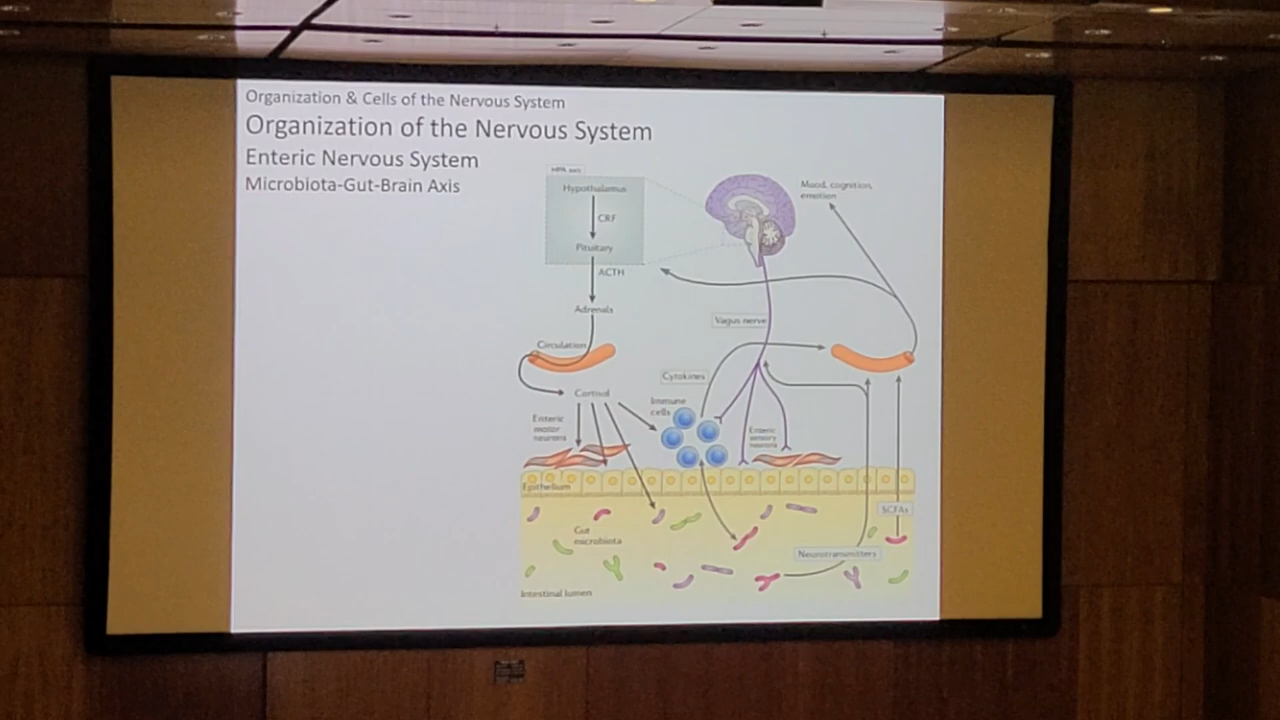 Organization & Cells of the Nervous System
Organization of the Nervous System
Enteric Nervous System
Microbiota-Gut-Brain Axis
HPA axis
Hypothalamus
CRF
Pituitary
ACTH
Adrenals
Circulation
Cortisol
Mood, cognition,
emotion
Vagus nerve
Cytokines
Immune
cells
Enteric
motor
neurons
Enteric
sensory
neurons
Epithelium
SCFAs
Gut
microbiota
Neurotransmitters
Intestinal lumen